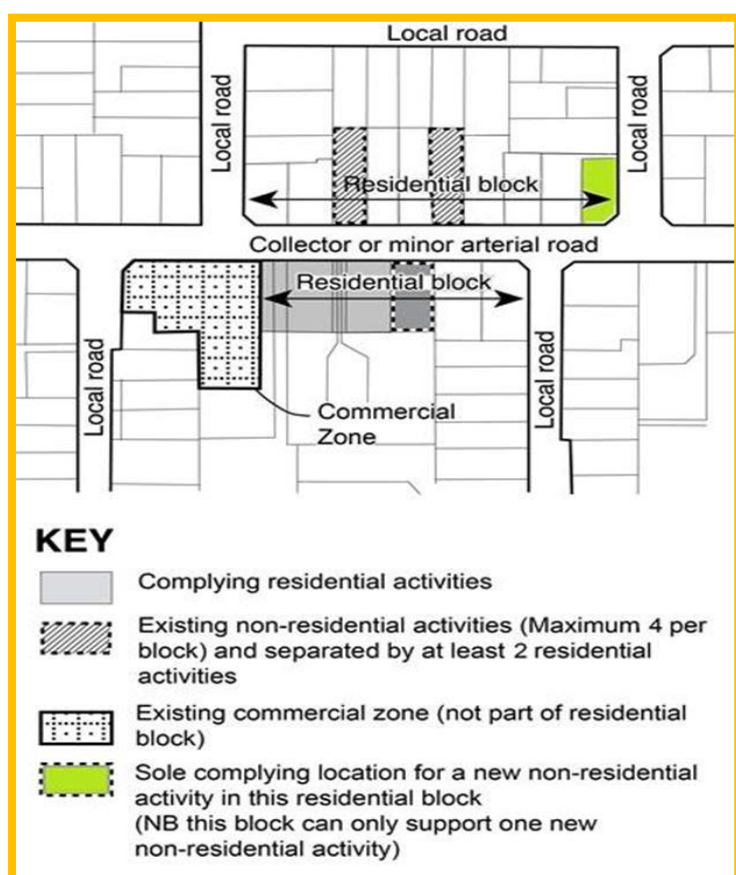 Local road
Local road
Local road
Residential block
Collector or minor arterial road
Residential block
Local road
Commercial
Zone
Local road
KEY
Complying residential activities
Existing non-residential activities (Maximum 4 per
block) and separated by at least 2 residential
activities
Existing commercial zone (not part of residential
block)
Sole complying location for a new non-residential
activity in this residential block
(NB this block can only support one new
non-residential activity)